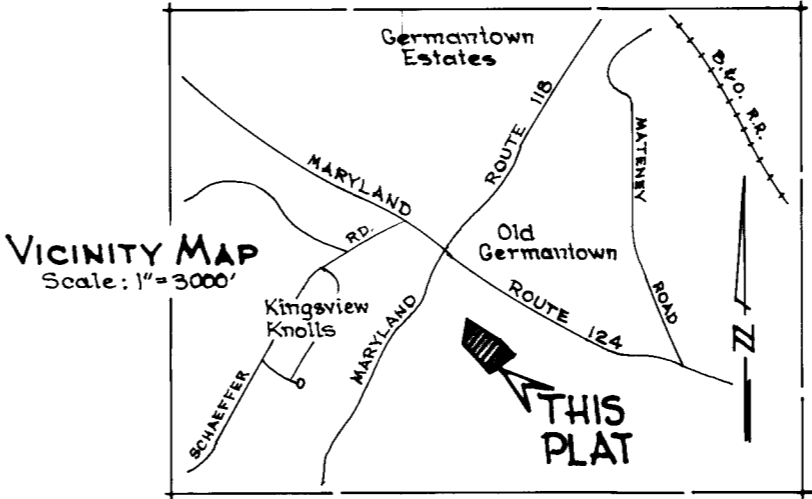 Germantown
Estates
B. & O. R.R.
ROUTE 118
MATENEY
MARYLAND
VICINITY MAP
Scale: 1"=3000'
RD.
Old
Germantown
Kingsview
Knolls
MARYLAND
ROUTE 124
ROAD
N
SCHAEFFER
THIS
PLAT